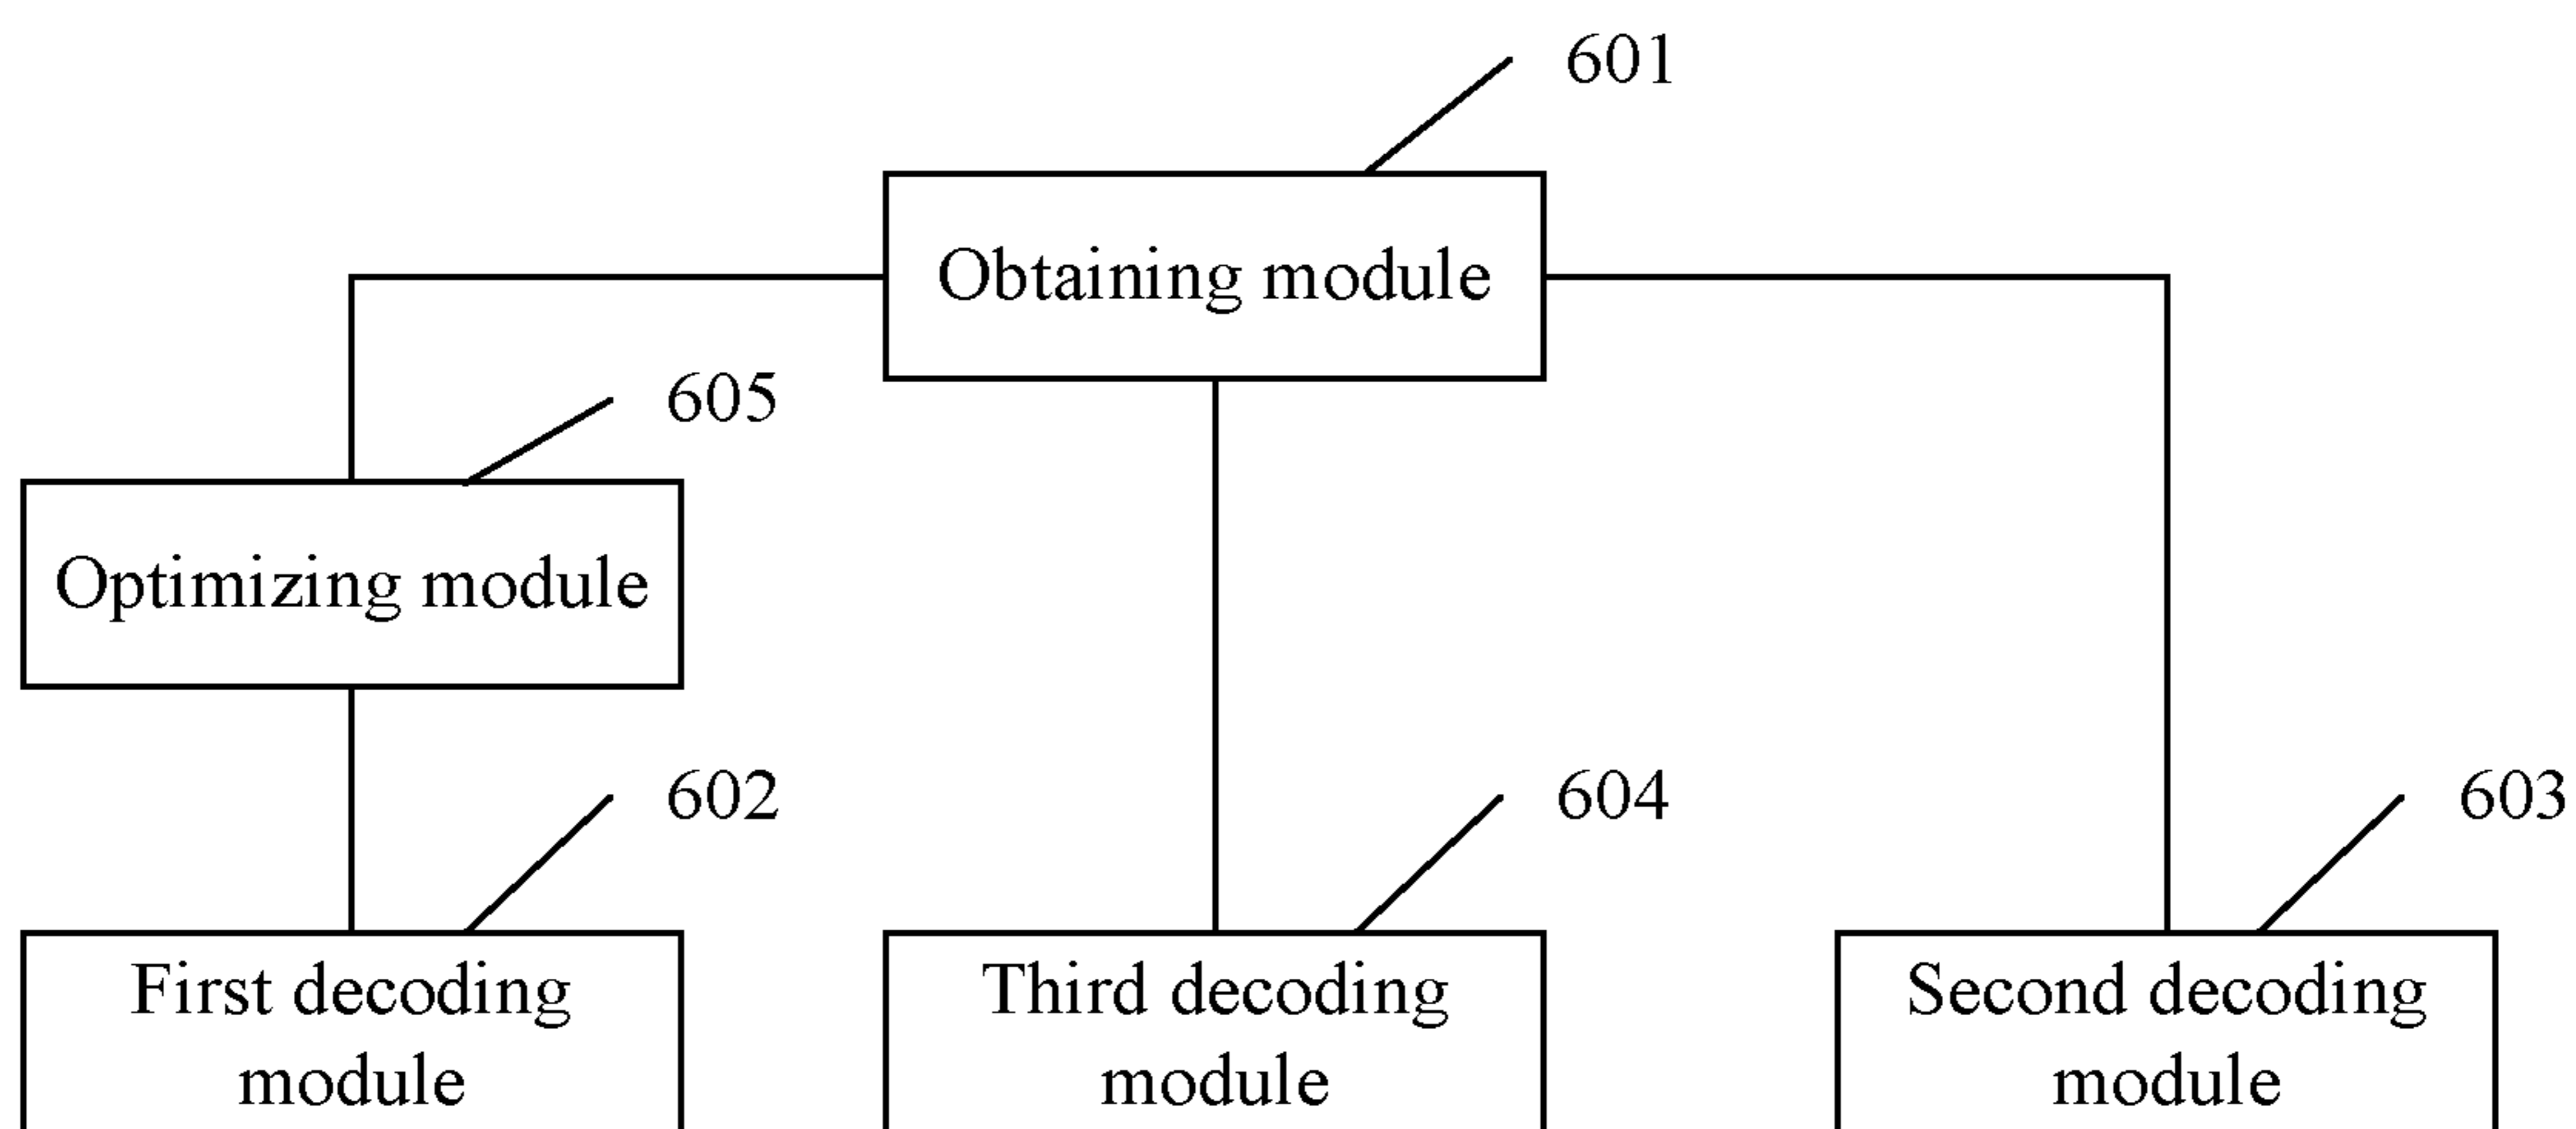 601
Obtaining module
605
Optimizing module
602
604
603
First decoding
module
Third decoding
module
Second decoding
module